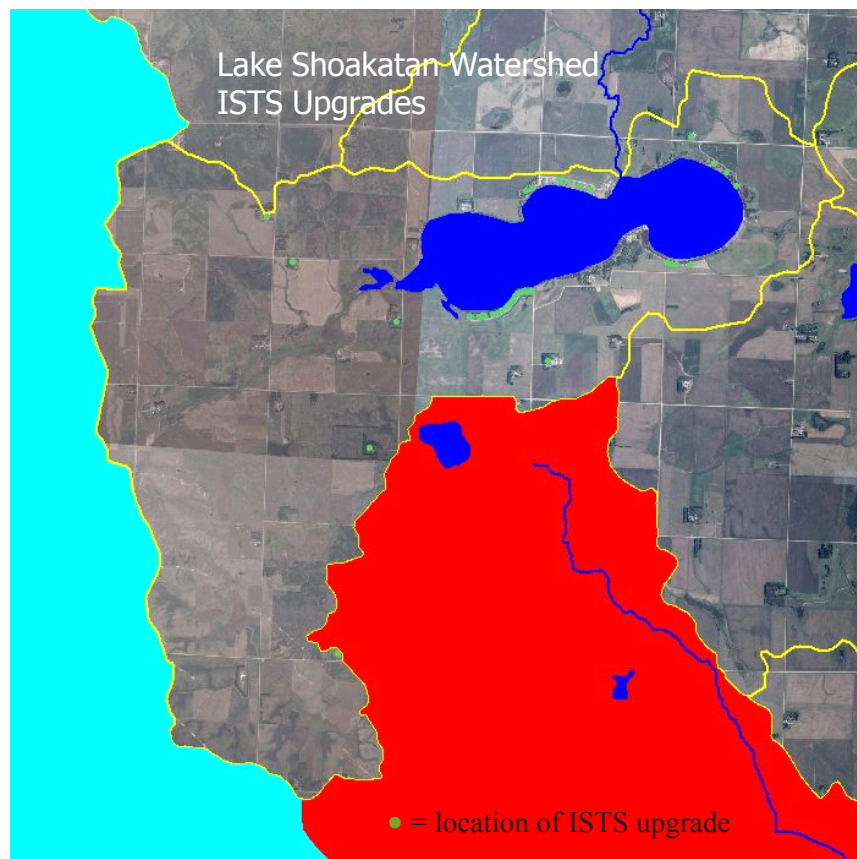 Lake Shoakatan Watershed
ISTS Upgrades
= location of ISTS upgrade